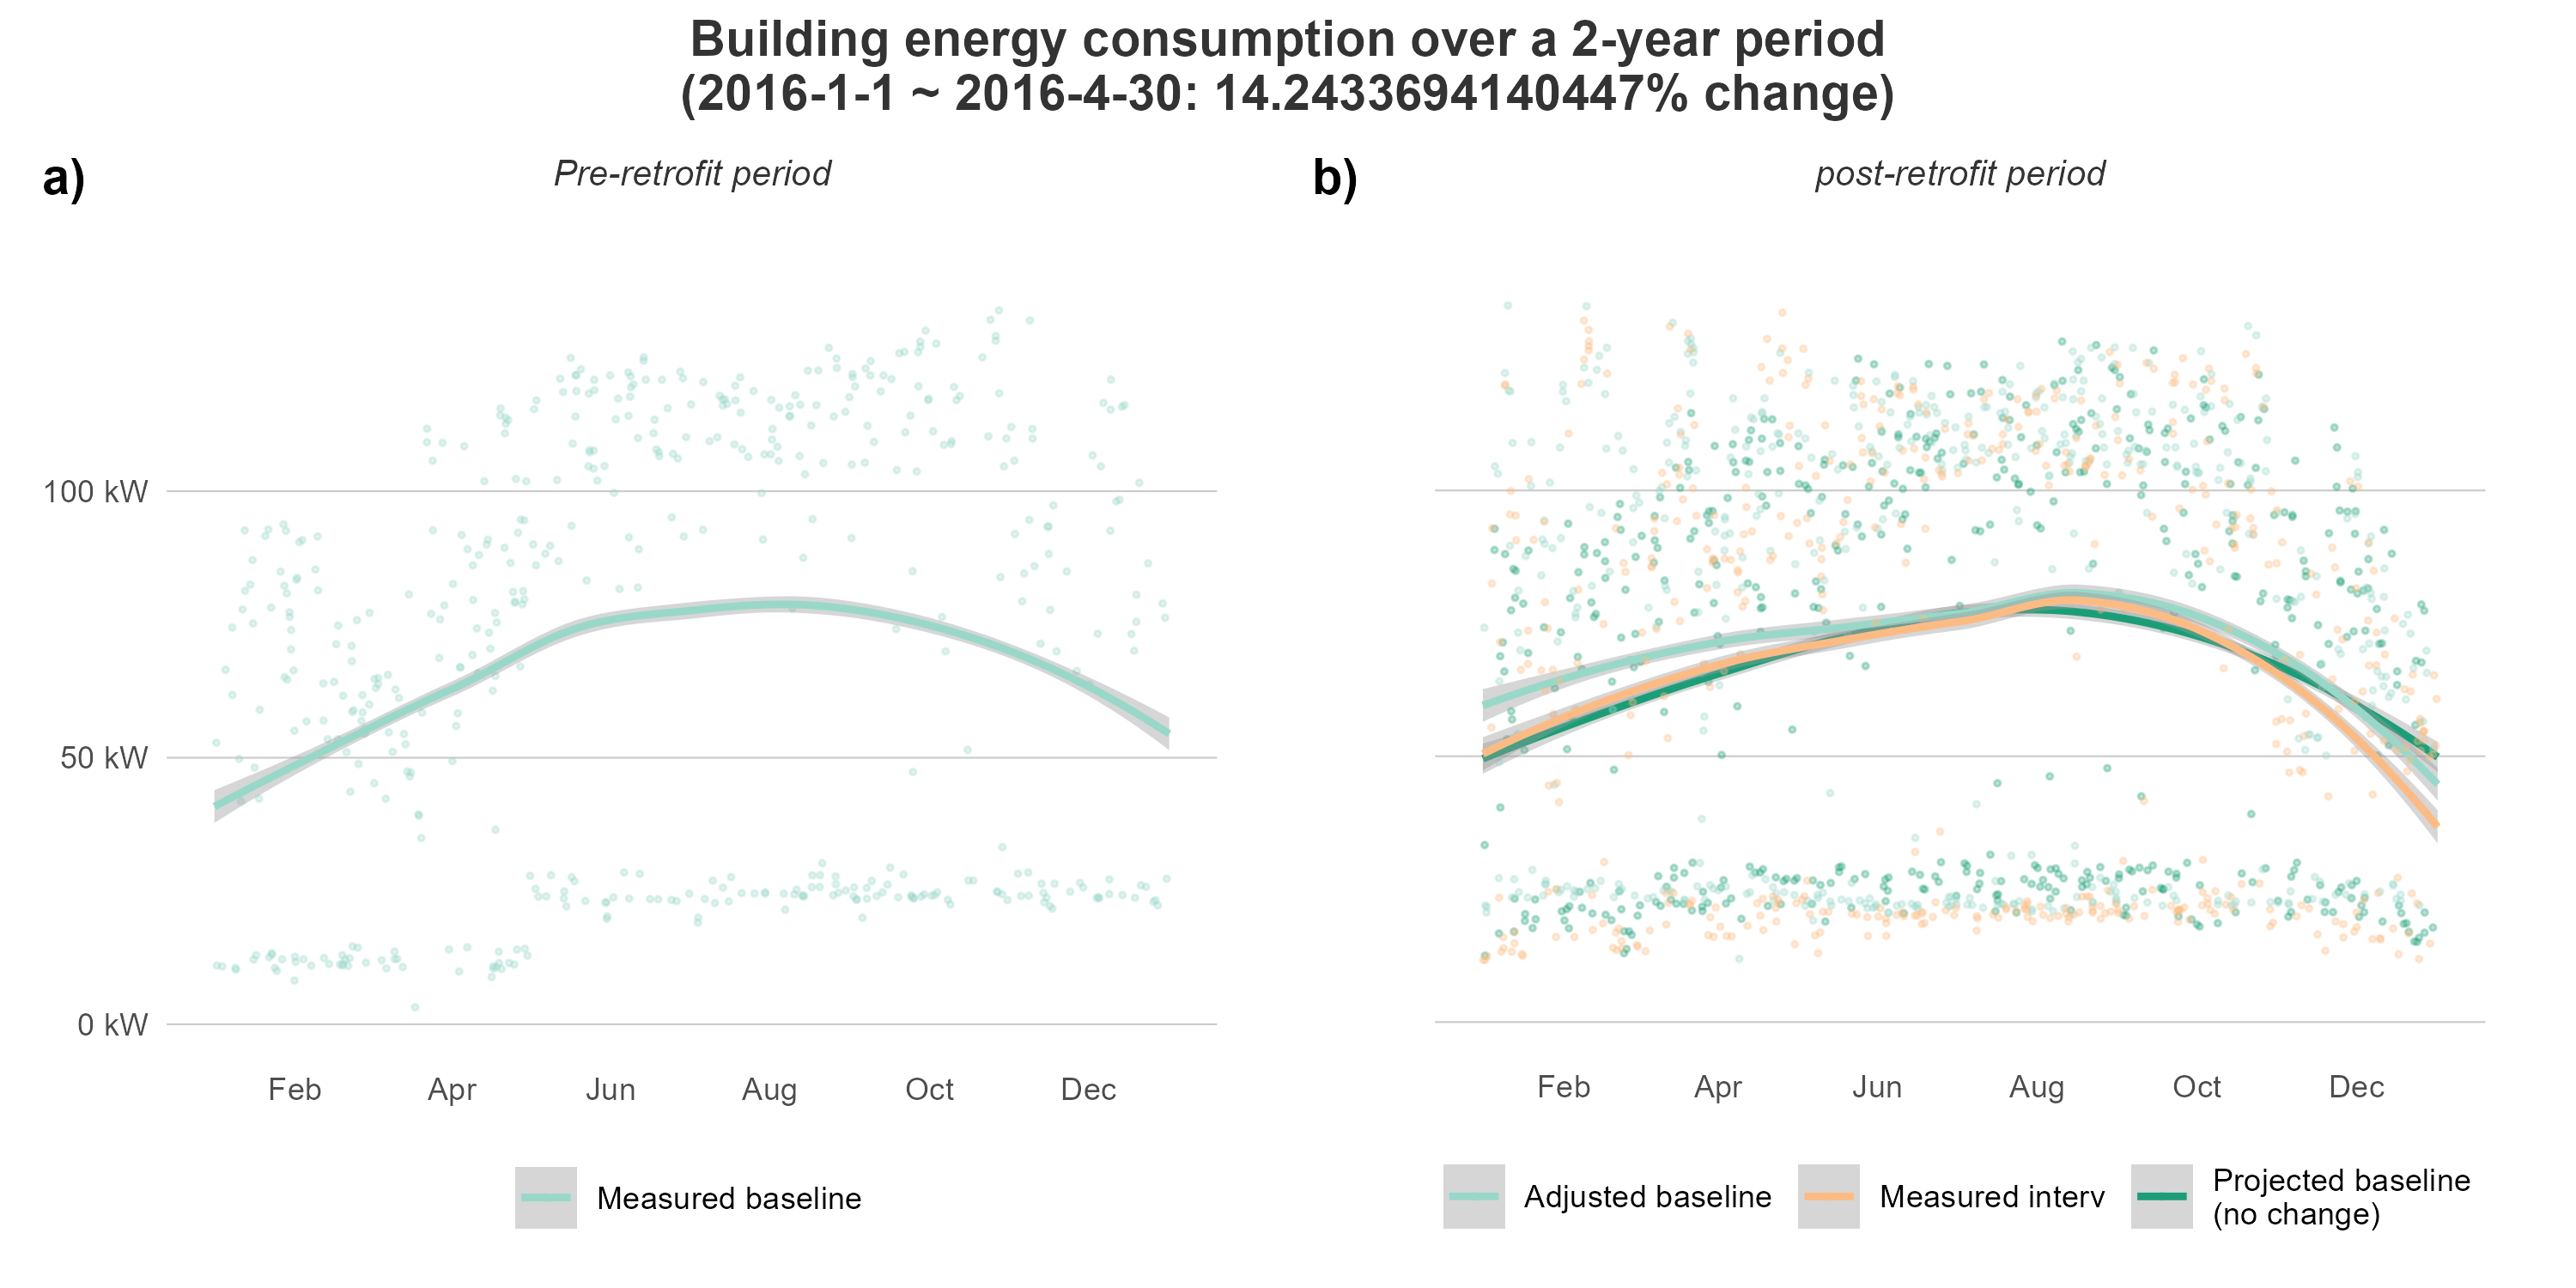 Building energy consumption over a 2-year period
(2016-1-1 ~ 2016-4-30: 14.2433694140447% change)
a)
Pre-retrofit period
100 kW
50 kW
0 kW
Feb Apr Jun Aug Oct Dec
Measured baseline
b)
post-retrofit period
Feb Apr Jun Aug Oct Dec
Adjusted baseline
Measured interv
Projected baseline
(no change)